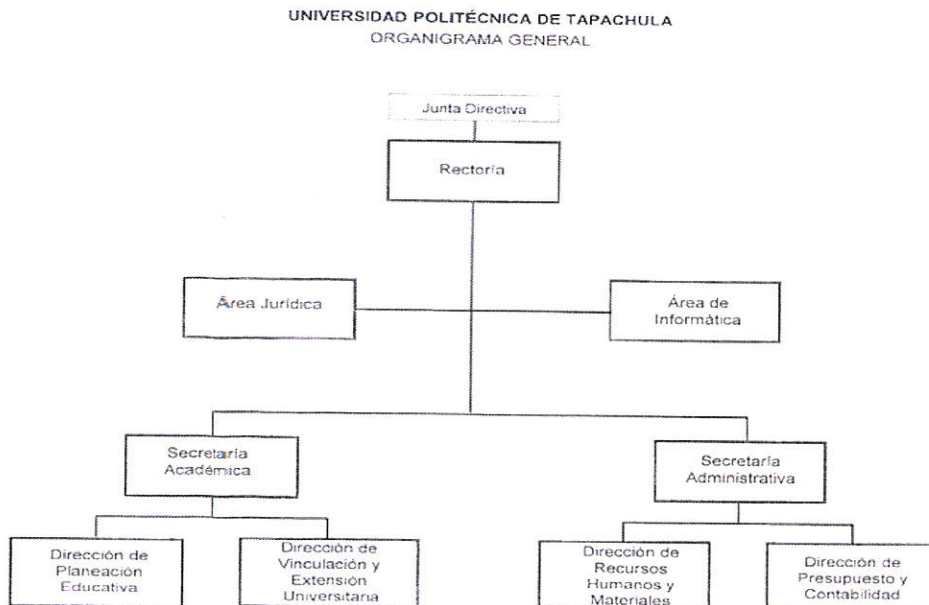 UNIVERSIDAD POLITÉCNICA DE TAPACHULA
ORGANIGRAMA GENERAL
Junta Directiva
Rectoría
Área Jurídica
Área de
Informática
Secretaría
Académica
Secretaría
Administrativa
Dirección de
Planeación
Educativa
Dirección de
Vinculación y
Extensión
Universitaria
Dirección de
Recursos
Humanos y
Materiales
Dirección de
Presupuesto y
Contabilidad